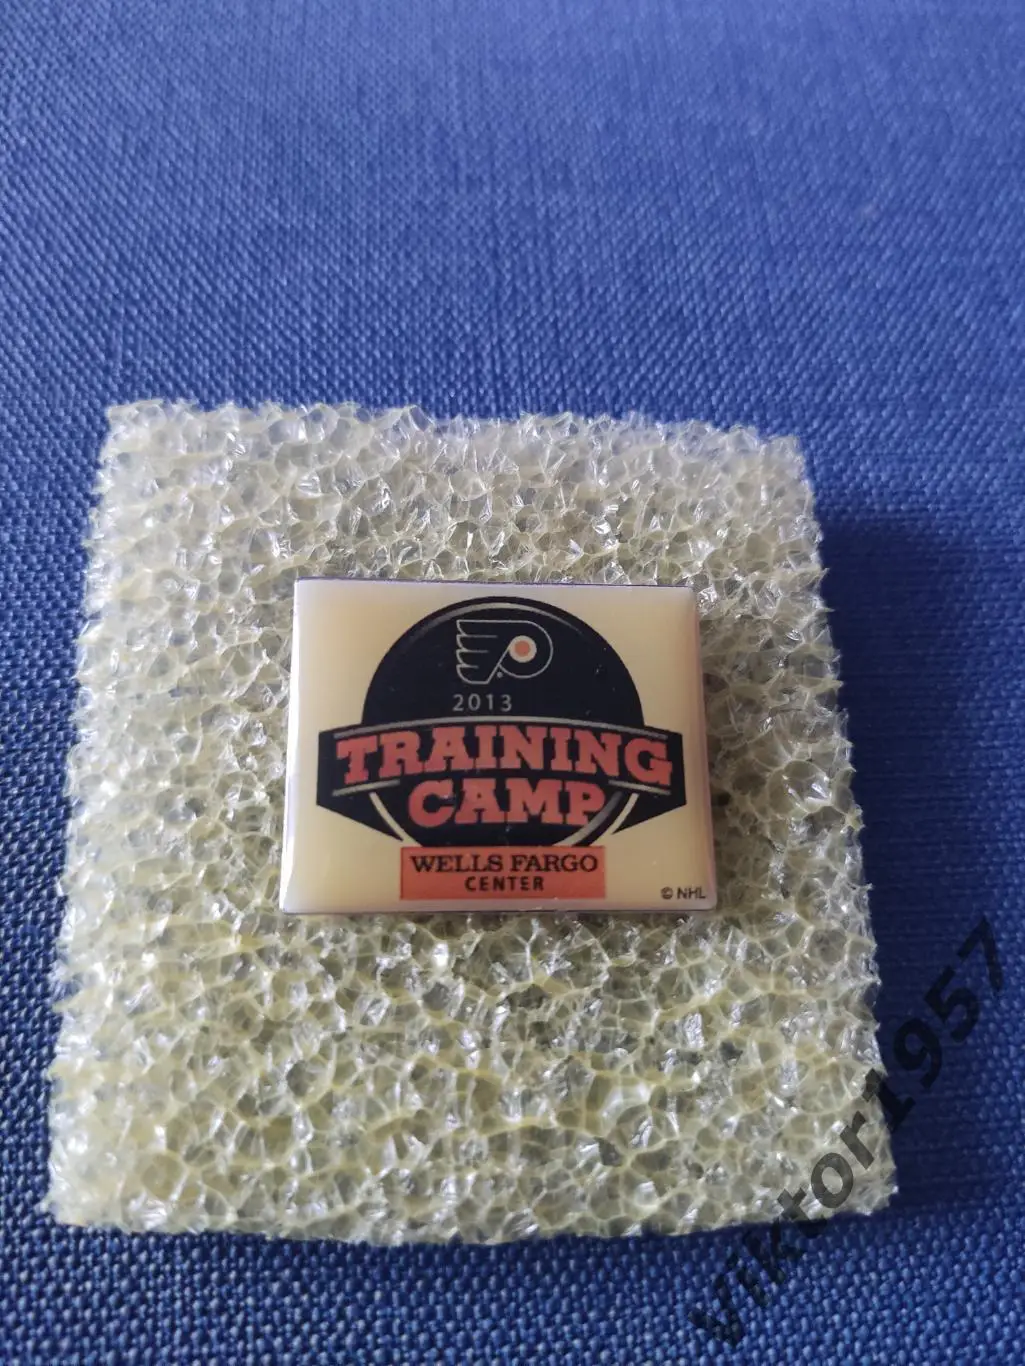 2013
TRAINING
CAMP
WELLS FARGO
CENTER
© NHL
viktor1957